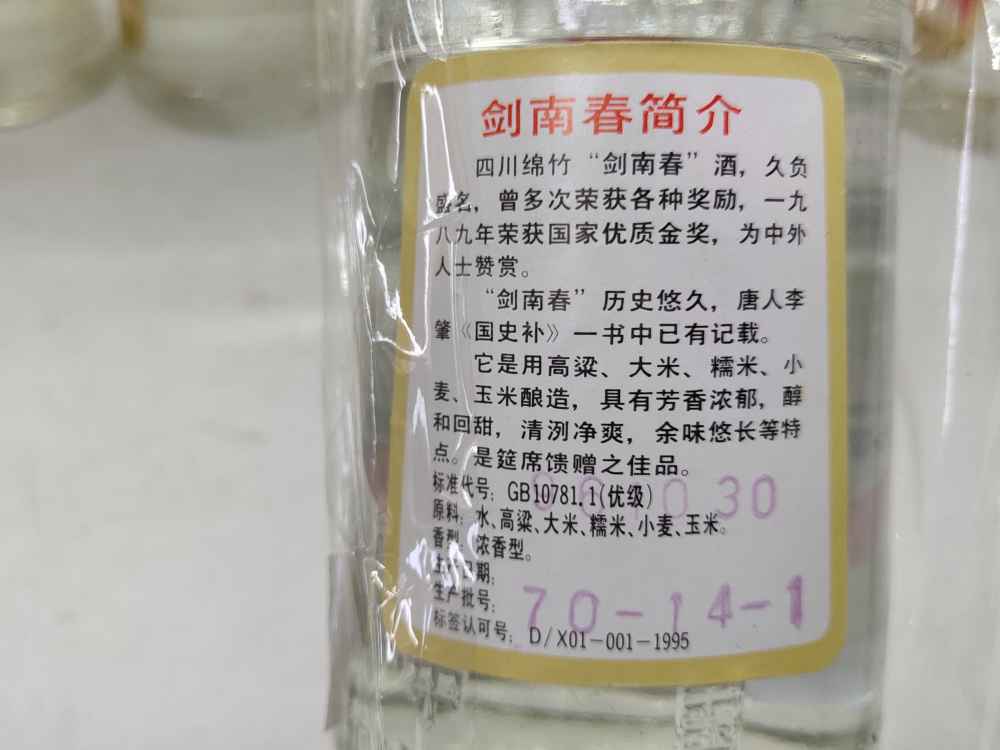 剑南春简介
四川绵竹“剑南春”酒，久负
盛名，曾多次荣获各种奖励，一九
八九年荣获国家优质金奖，为中外
人士赞赏。
“剑南春”历史悠久，唐人李
肇《国史补》一书中已有记载。
它是用高粱、大米、糯米、小
麦、玉米酿造，具有芳香浓郁，醇
和回甜，清洌净爽，余味悠长等特
点。是筵席馈赠之佳品。
标准代号：GB10781.1(优级)
30
原料：水、高粱、大米、糯米、小麦、玉米。
香型：浓香型。
生产日期：
生产批号：70-14-1
标签认可号：D/X01-001-1995